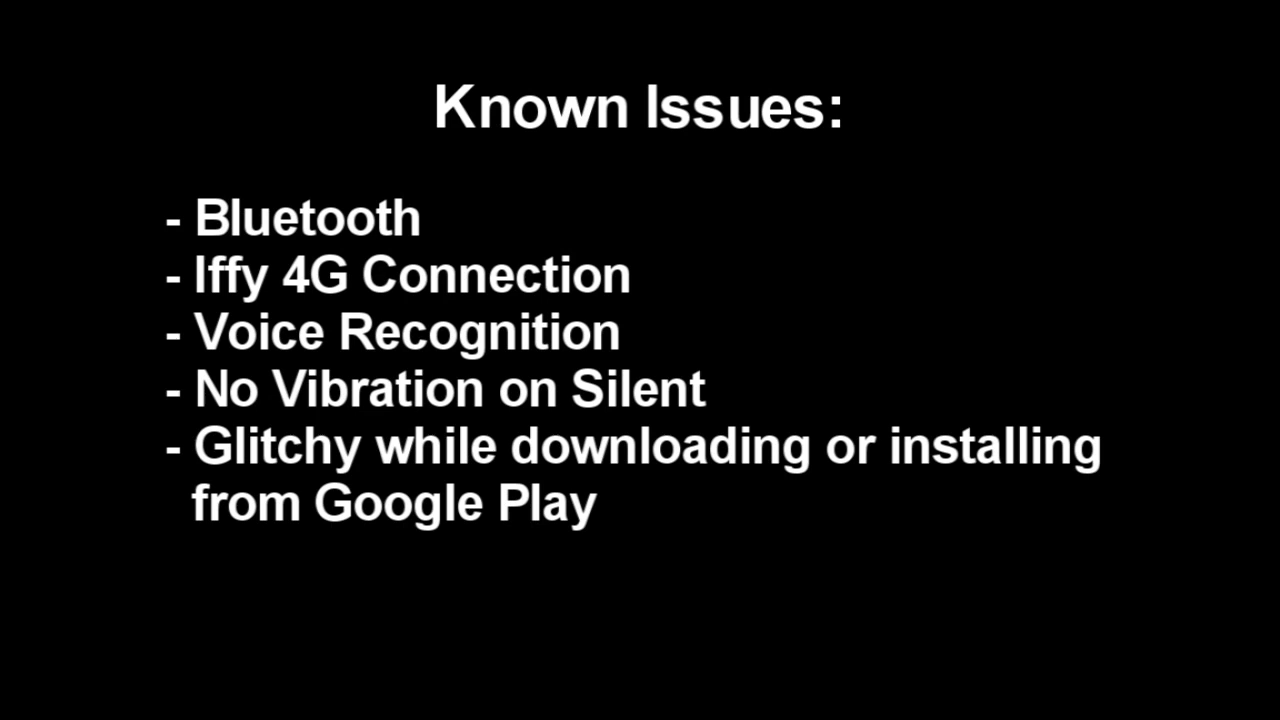 Known Issues:
- Bluetooth
- Iffy 4G Connection
- Voice Recognition
- No Vibration on Silent
- Glitchy while downloading or installing
from Google Play